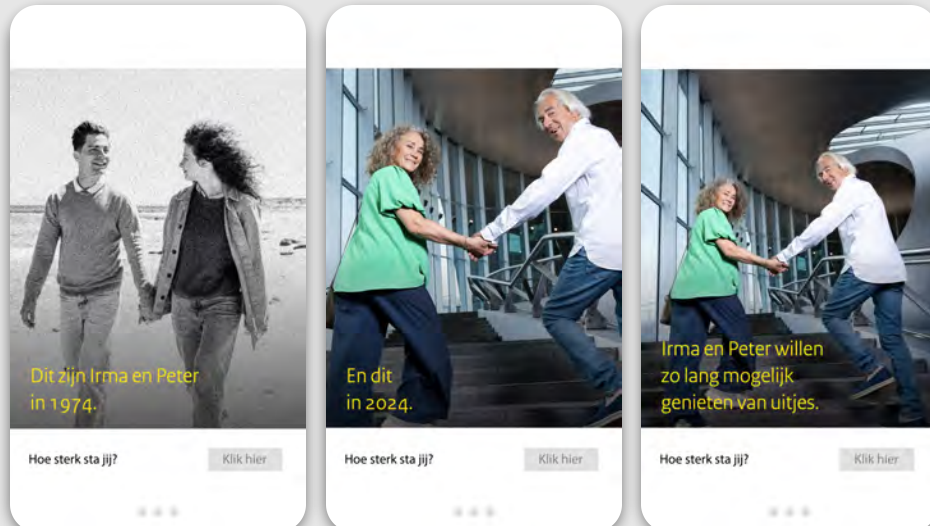 Dit zijn Irma en Peter
in 1974.
Hoe sterk sta jij?
Klik hier
En dit
in 2024.
Hoe sterk sta jij?
Klik hier
Irma en Peter willen
zo lang mogelijk
genieten van uitjes.
Hoe sterk sta jij?
Klik hier